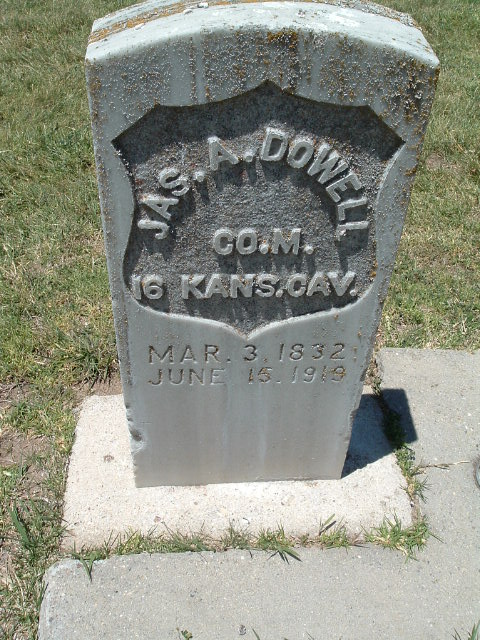 JAS. A. DOWELL
CO. M.
16 KANS. CAV.
MAR. 3. 1832
JUNE 15. 1919